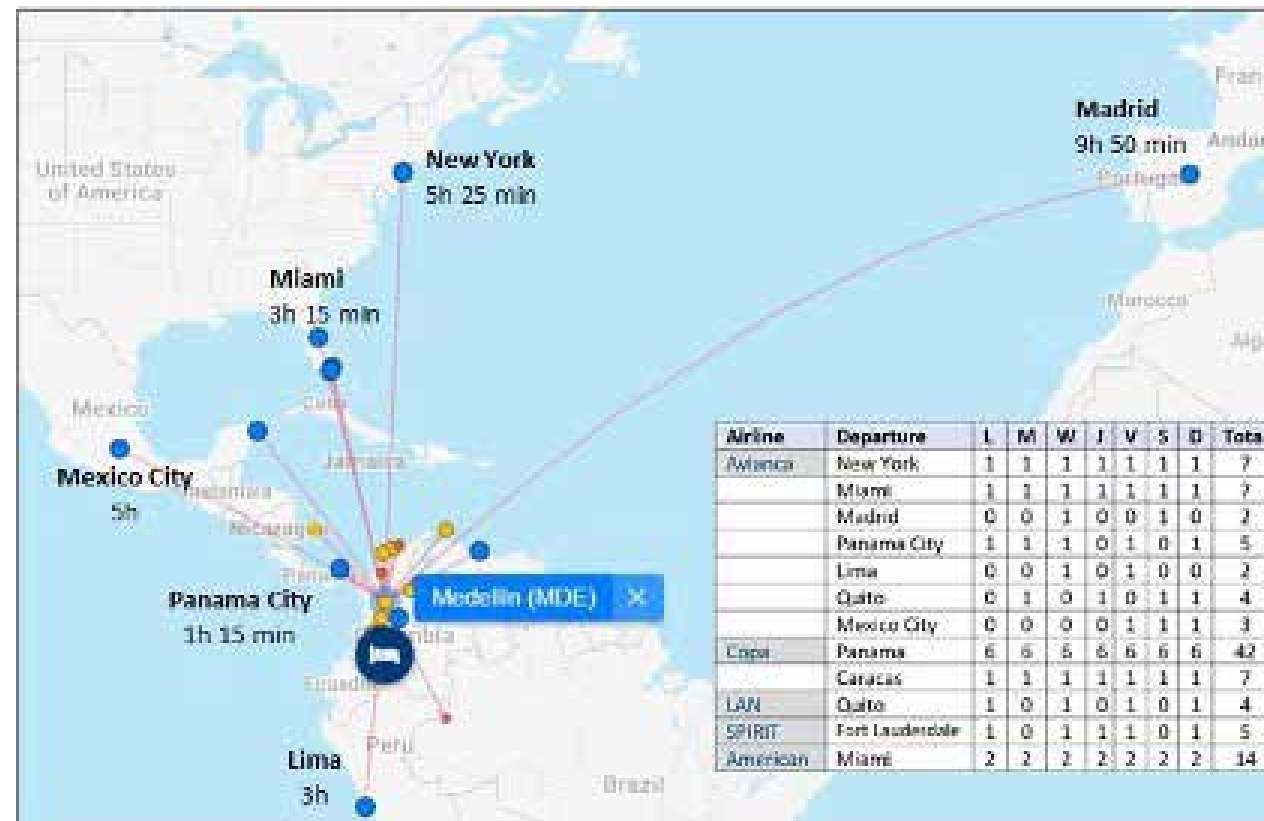 Madrid
9h 50 min
New York
5h 25 min
United States
of America
Miami
3h 15 min
Morocco
Mexico
Cuba
Jamaica
Mexico City
5h
Nicaragua
Panama City
1h 15 min
Medellin (MDE) ×
Lima
3h
Peru
Brazil
Airline Departure L M W J V S D
Avianca New York 1 1 1 1 1 1 1 7
Miami 1 1 1 1 1 1 1 7
Madrid 0 0 1 0 0 1 0 2
Panama City 1 1 1 0 1 0 1 5
Lima 0 0 1 0 1 0 0 2
Quito 0 1 0 1 0 1 1 4
Mexico City 0 0 0 0 1 1 1 3
Copa Panama 6 6 6 6 6 6 6 42
Caracas 1 1 1 1 1 1 1 7
LAN Quito 1 0 1 0 1 0 1 4
SPIRIT Fort Lauderdale 1 0 1 1 1 0 1 5
American Miami 2 2 2 2 2 2 2 14